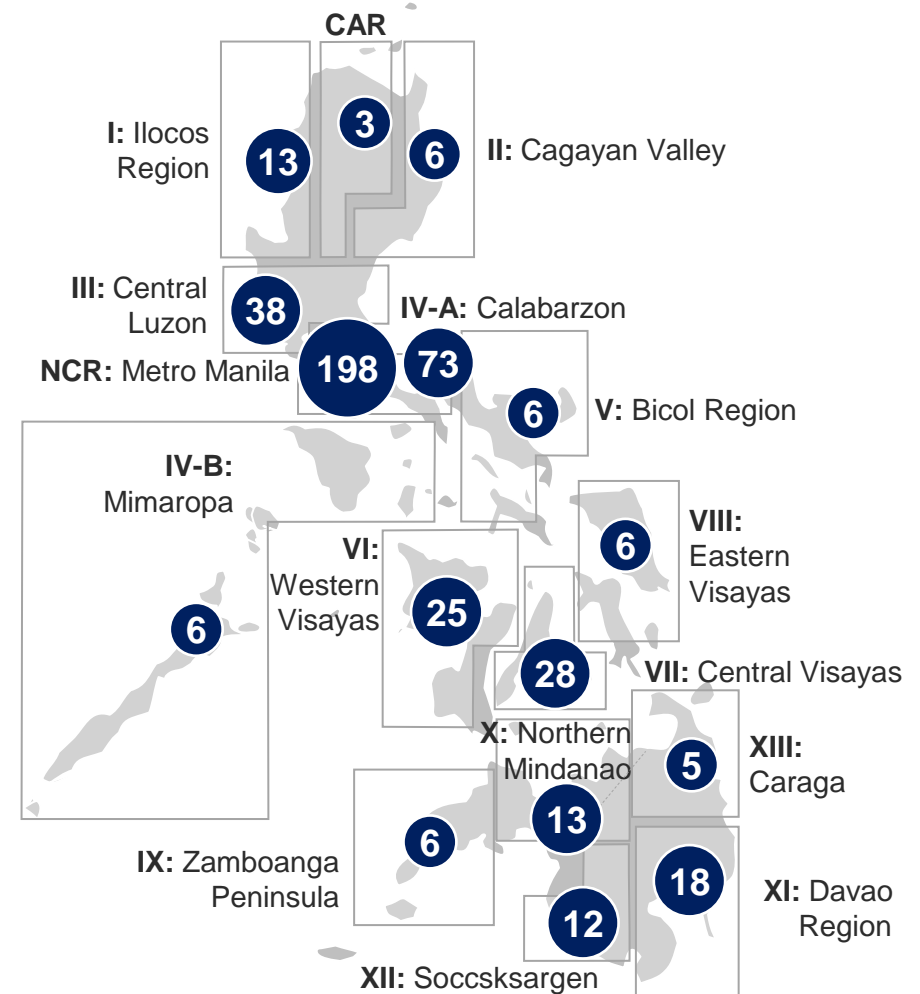 CAR
3
I: Ilocos
Region
13
6
II: Cagayan Valley
III: Central
Luzon
38
IV-A: Calabarzon
NCR: Metro Manila
198
73
6
V: Bicol Region
IV-B:
Mimaropa
6
VI:
Western
Visayas
25
6
VIII:
Eastern
Visayas
28
VII: Central Visayas
X: Northern
Mindanao
13
5
XIII:
Caraga
IX: Zamboanga
Peninsula
6
12
18
XI: Davao
Region
XII: Soccsksargen